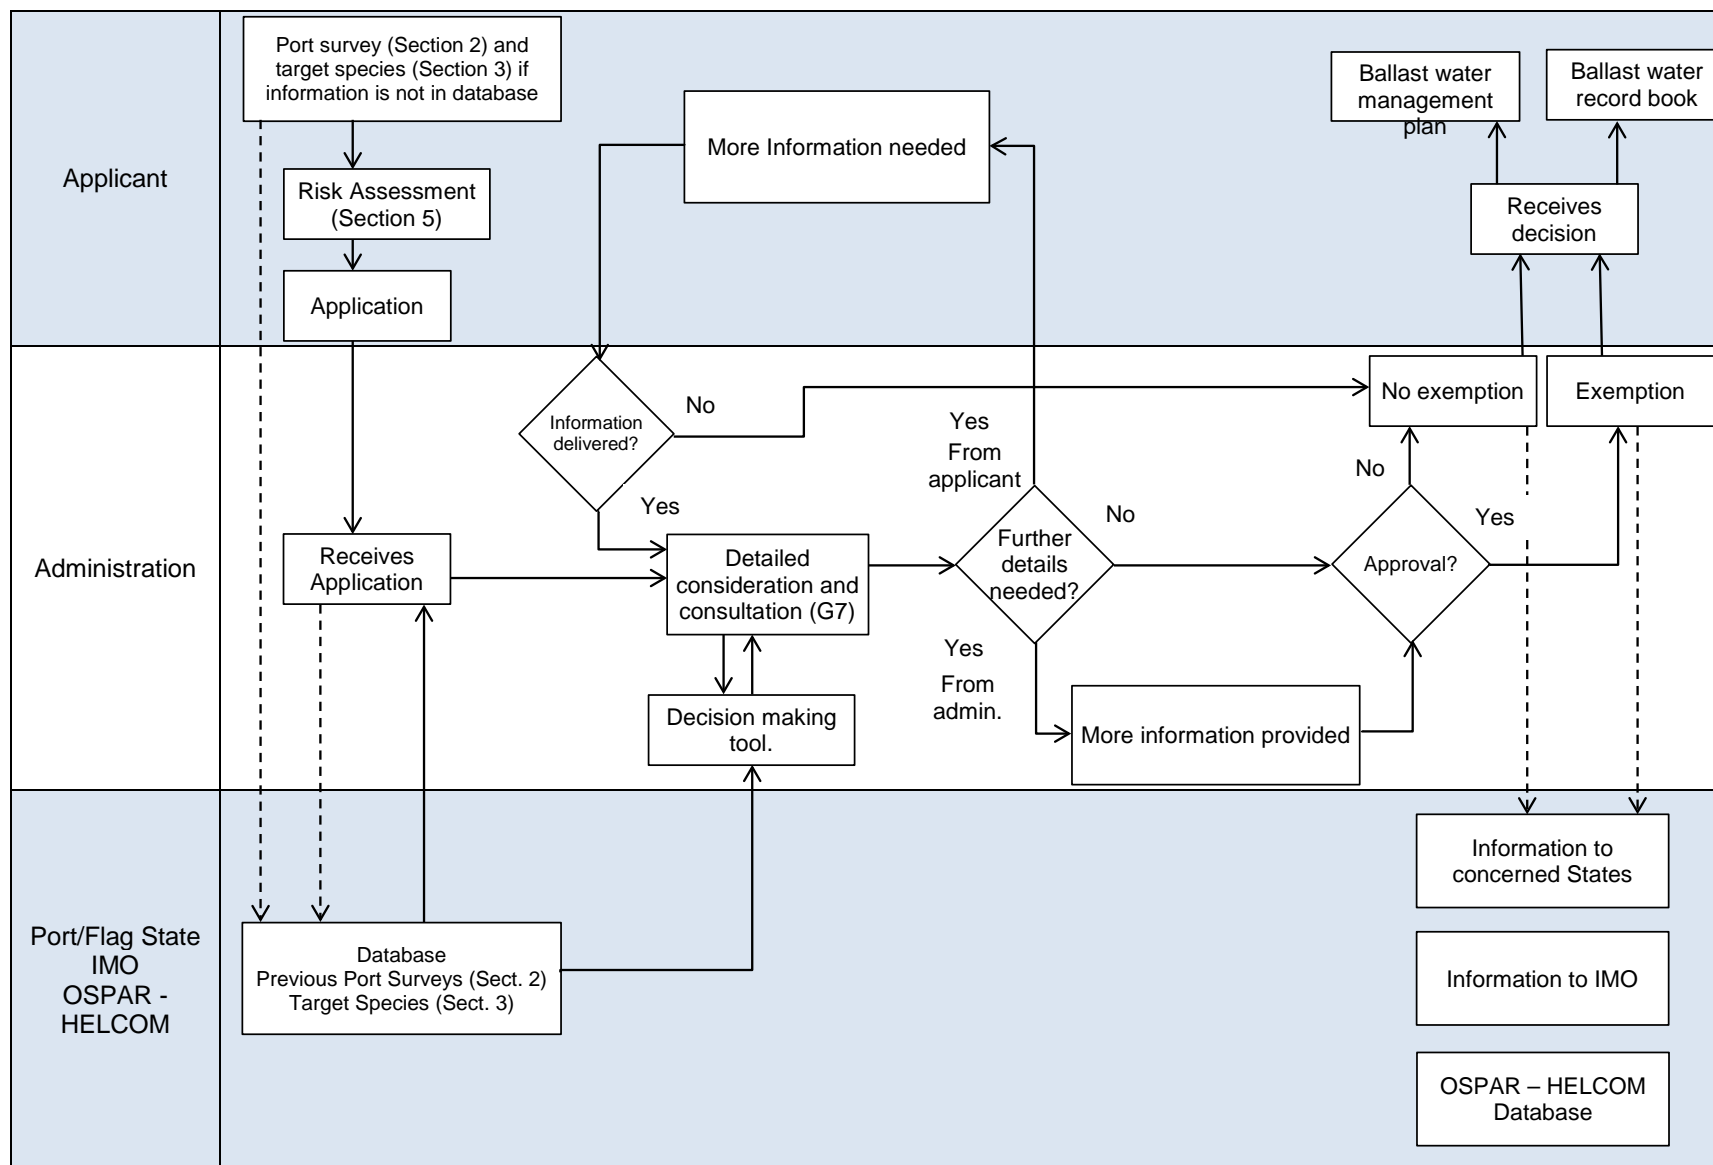 Applicant
Port survey (Section 2) and
target species (Section 3) if
information is not in database
Risk Assessment
(Section 5)
Application
More Information needed
Ballast water
management
plan
Ballast water
record book
Receives
decision
Administration
Information
delivered?
No
Yes
Receives
Application
Detailed
consideration and
consultation (G7)
Decision making
tool.
Yes
From
applicant
Further
details
needed?
No
Yes
From
admin.
More information provided
No exemption
Exemption
No
Approval?
Yes
Port/Flag State
IMO
OSPAR -
HELCOM
Database
Previous Port Surveys (Sect. 2)
Target Species (Sect. 3)
Information to
concerned States
Information to IMO
OSPAR – HELCOM
Database